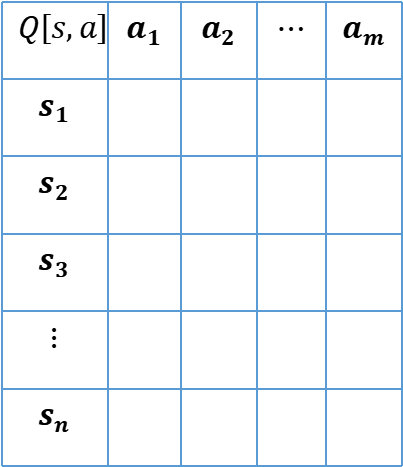 Q[s, a] a₁ a₂ ⋯ aₘ
s₁
s₂
s₃
⋮
sₙ